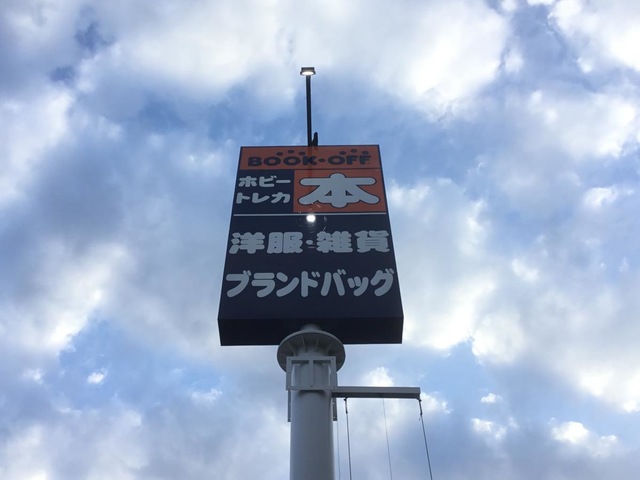 BOOK・OFF
ホビー
トレカ
本
洋服・雑貨
ブランドバッグ